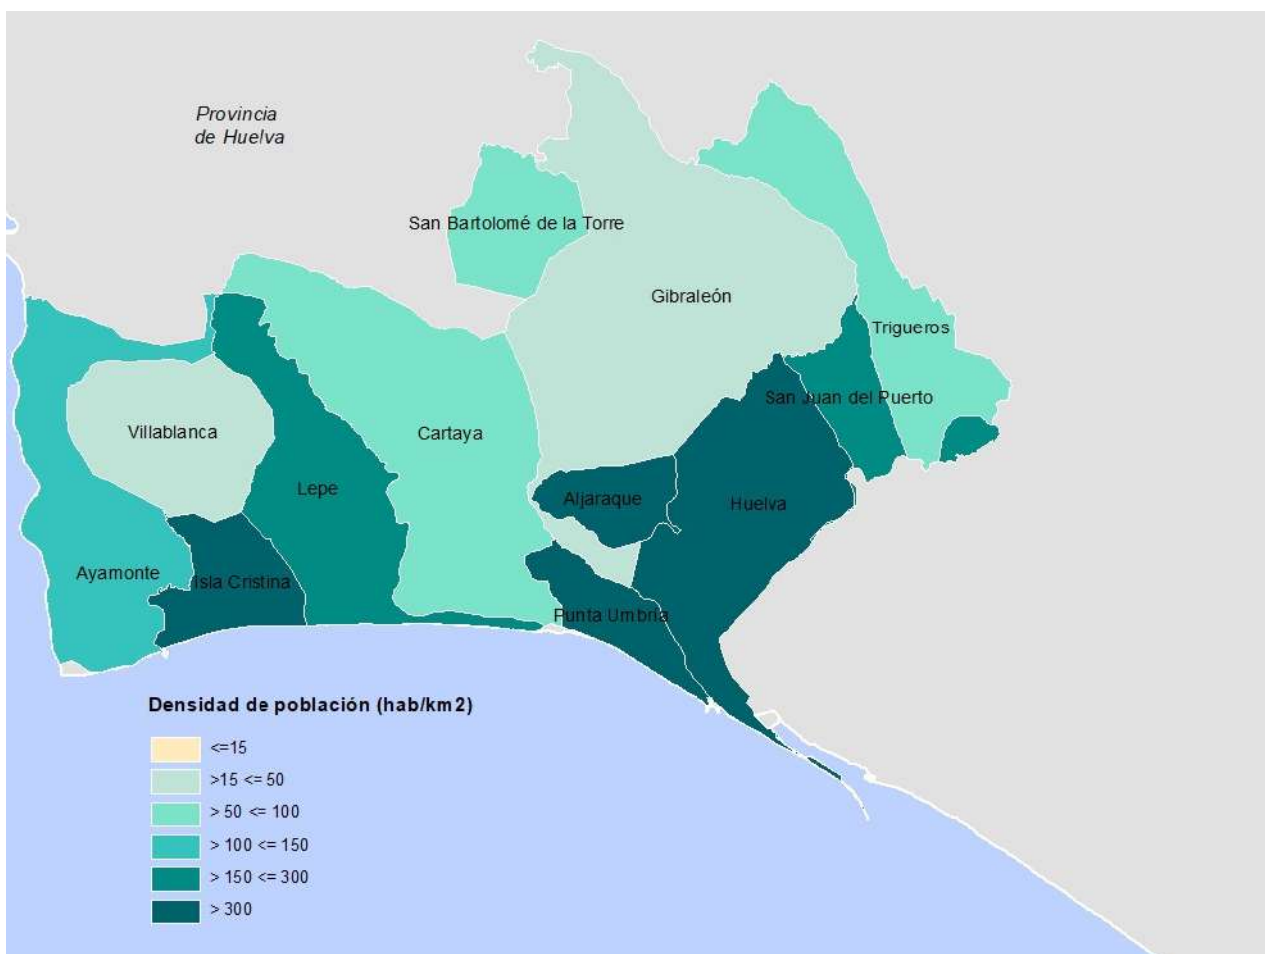 Provincia
de Huelva
San Bartolomé de la Torre
Gibraleón
Trigueros
San Juan del Puerto
Villablanca
Cartaya
Lepe
Aljaraque
Huelva
Ayamonte
Isla Cristina
Punta Umbría
Densidad de población (hab/km2)
<=15
>15 <= 50
> 50 <= 100
> 100 <= 150
> 150 <= 300
> 300